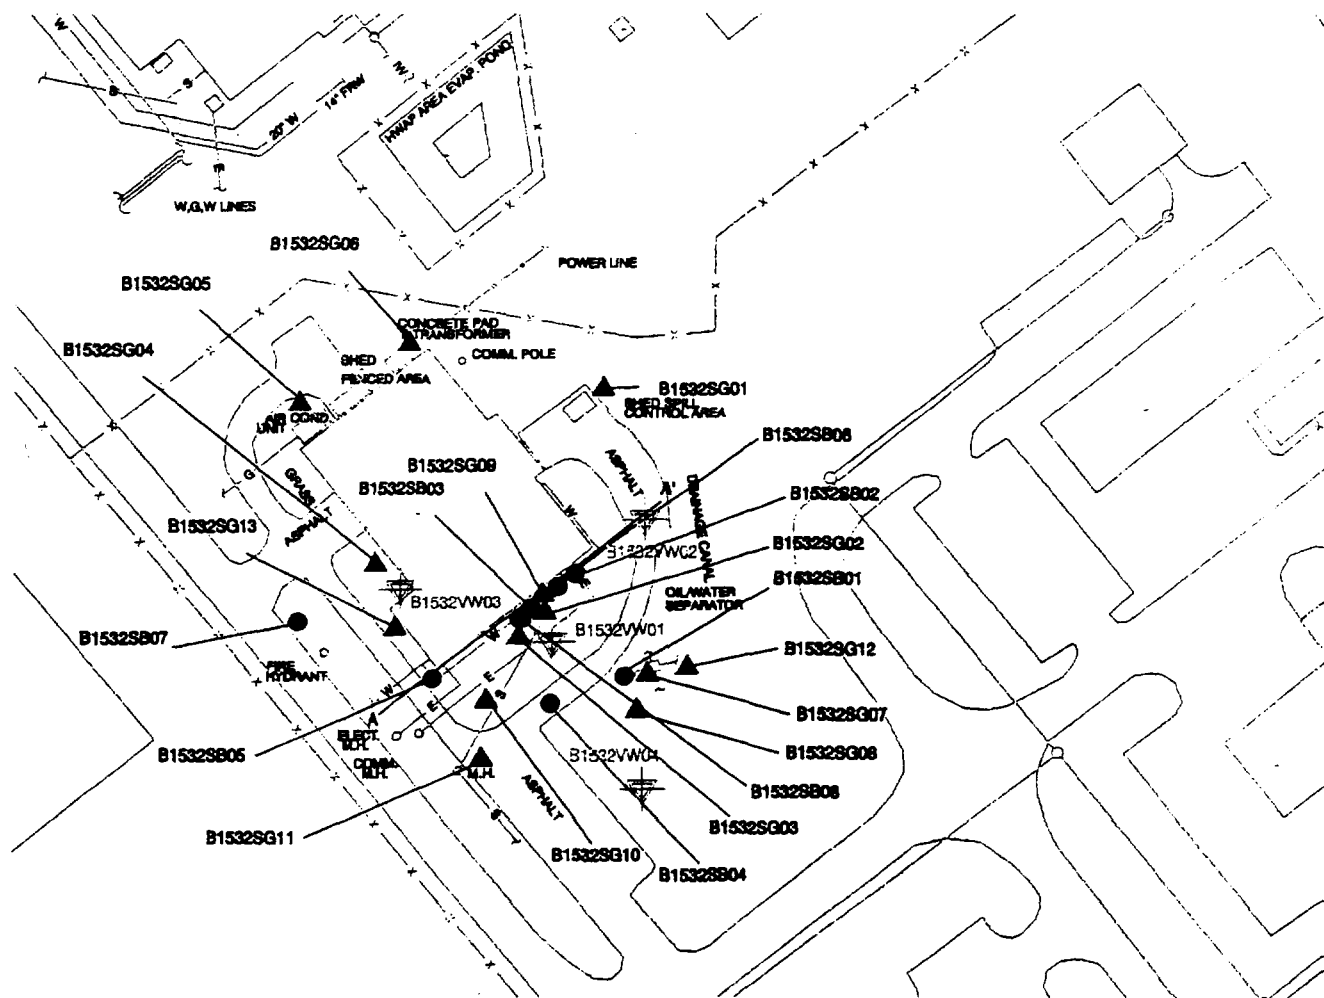 HWAP AREA EVAP. POND
20" W
14" FRW
W,G,W LINES
B1532SG06
POWER LINE
B1532SG05
CONCRETE PAD
TRANSFORMER
B1532SG04
SHED
COMM. POLE
FENCED AREA
B1532SG01
SHED SPILL
CONTROL AREA
AIR COND.
UNIT
B1532SB06
B1532SG09
ASPHALT
G
GRASS
B1532SB03
A'
DRAINAGE CANAL
B1532SB02
W
ASPHALT
B1532SG13
B1532SG02
B1532VW02
B1532SB01
OIL/WATER
SEPARATOR
B1532VW03
B1532VW01
B1532SB07
B1532SG12
FIRE
HYDRANT
W
E
S
E
A
B1532SG07
ELECT.
M.H.
B1532SB05
B1532SG08
B1532VW04
COMM.
M.H.
M.H.
ASPHALT
B1532SB08
S
B1532SG03
B1532SG11
B1532SG10
B1532SB04